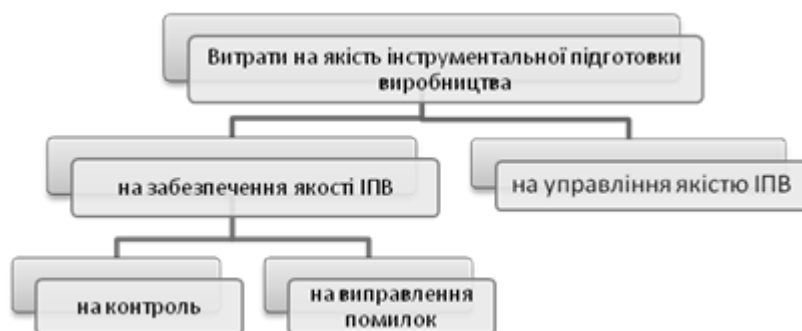 Витрати на якість інструментальної підготовки
виробництва
на забезпечення якості ІПВ
на управління якістю ІПВ
на контроль
на виправлення
помилок